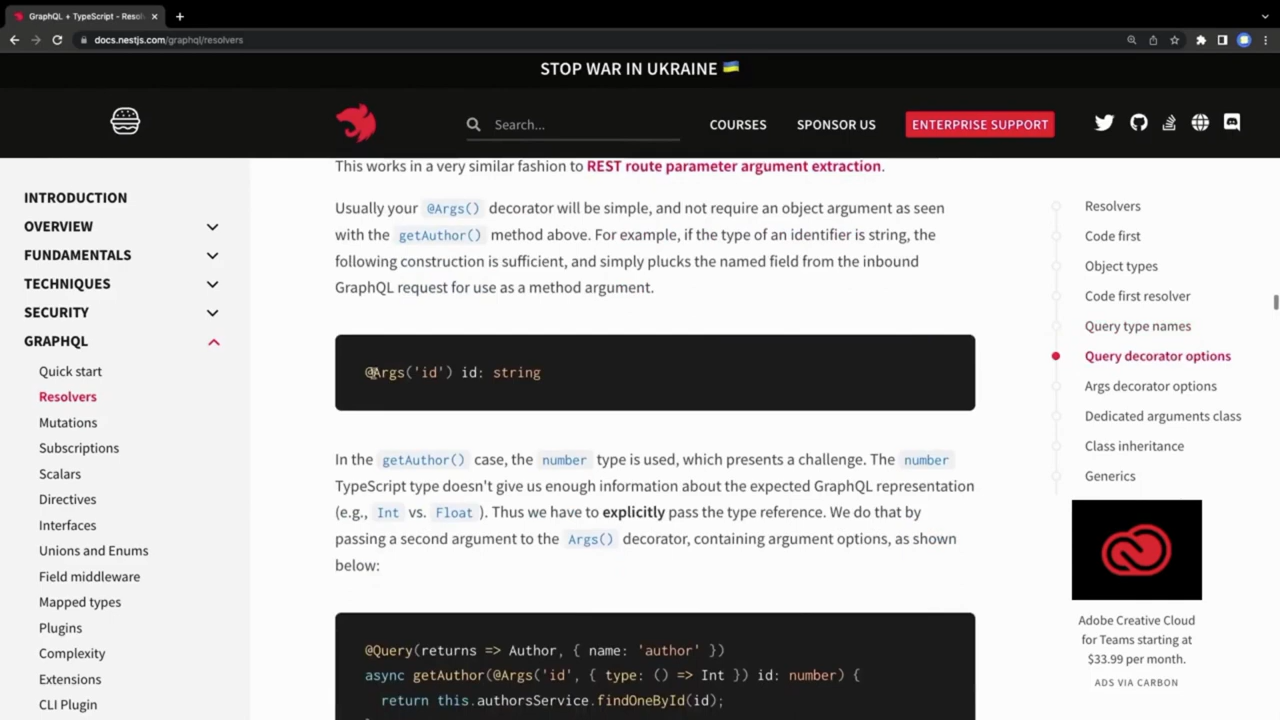 GraphQL + TypeScript - Resol
docs.nestjs.com/graphql/resolvers
STOP WAR IN UKRAINE 🇺🇦
Search...
COURSES
SPONSOR US
ENTERPRISE SUPPORT
INTRODUCTION
OVERVIEW
FUNDAMENTALS
TECHNIQUES
SECURITY
GRAPHQL
Quick start
Resolvers
Mutations
Subscriptions
Scalars
Directives
Interfaces
Unions and Enums
Field middleware
Mapped types
Plugins
Complexity
Extensions
CLI Plugin
This works in a very similar fashion to REST route parameter argument extraction.
Usually your @Args() decorator will be simple, and not require an object argument as seen
with the getAuthor() method above. For example, if the type of an identifier is string, the
following construction is sufficient, and simply plucks the named field from the inbound
GraphQL request for use as a method argument.
@Args('id') id: string
In the getAuthor() case, the number type is used, which presents a challenge. The number
TypeScript type doesn't give us enough information about the expected GraphQL representation
(e.g., Int vs. Float ). Thus we have to explicitly pass the type reference. We do that by
passing a second argument to the Args() decorator, containing argument options, as shown
below:
@Query(returns => Author, { name: 'author' })
async getAuthor(@Args('id', { type: () => Int }) id: number) {
return this.authorsService.findOneById(id);
Resolvers
Code first
Object types
Code first resolver
Query type names
Query decorator options
Args decorator options
Dedicated arguments class
Class inheritance
Generics
Adobe Creative Cloud
for Teams starting at
$33.99 per month.
ADS VIA CARBON